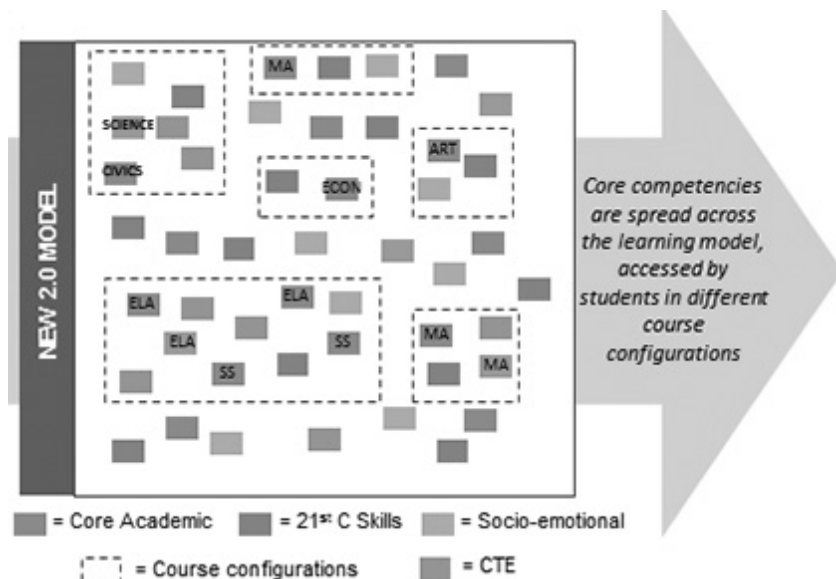 NEW 2.0 MODEL
MA
SCIENCE
CIVICS
ART
ECON
ELA
ELA
ELA
SS
SS
MA
MA
Core competencies
are spread across
the learning model,
accessed by
students in different
course
configurations
= Core Academic
= 21st C Skills
= Socio-emotional
= Course configurations
= CTE